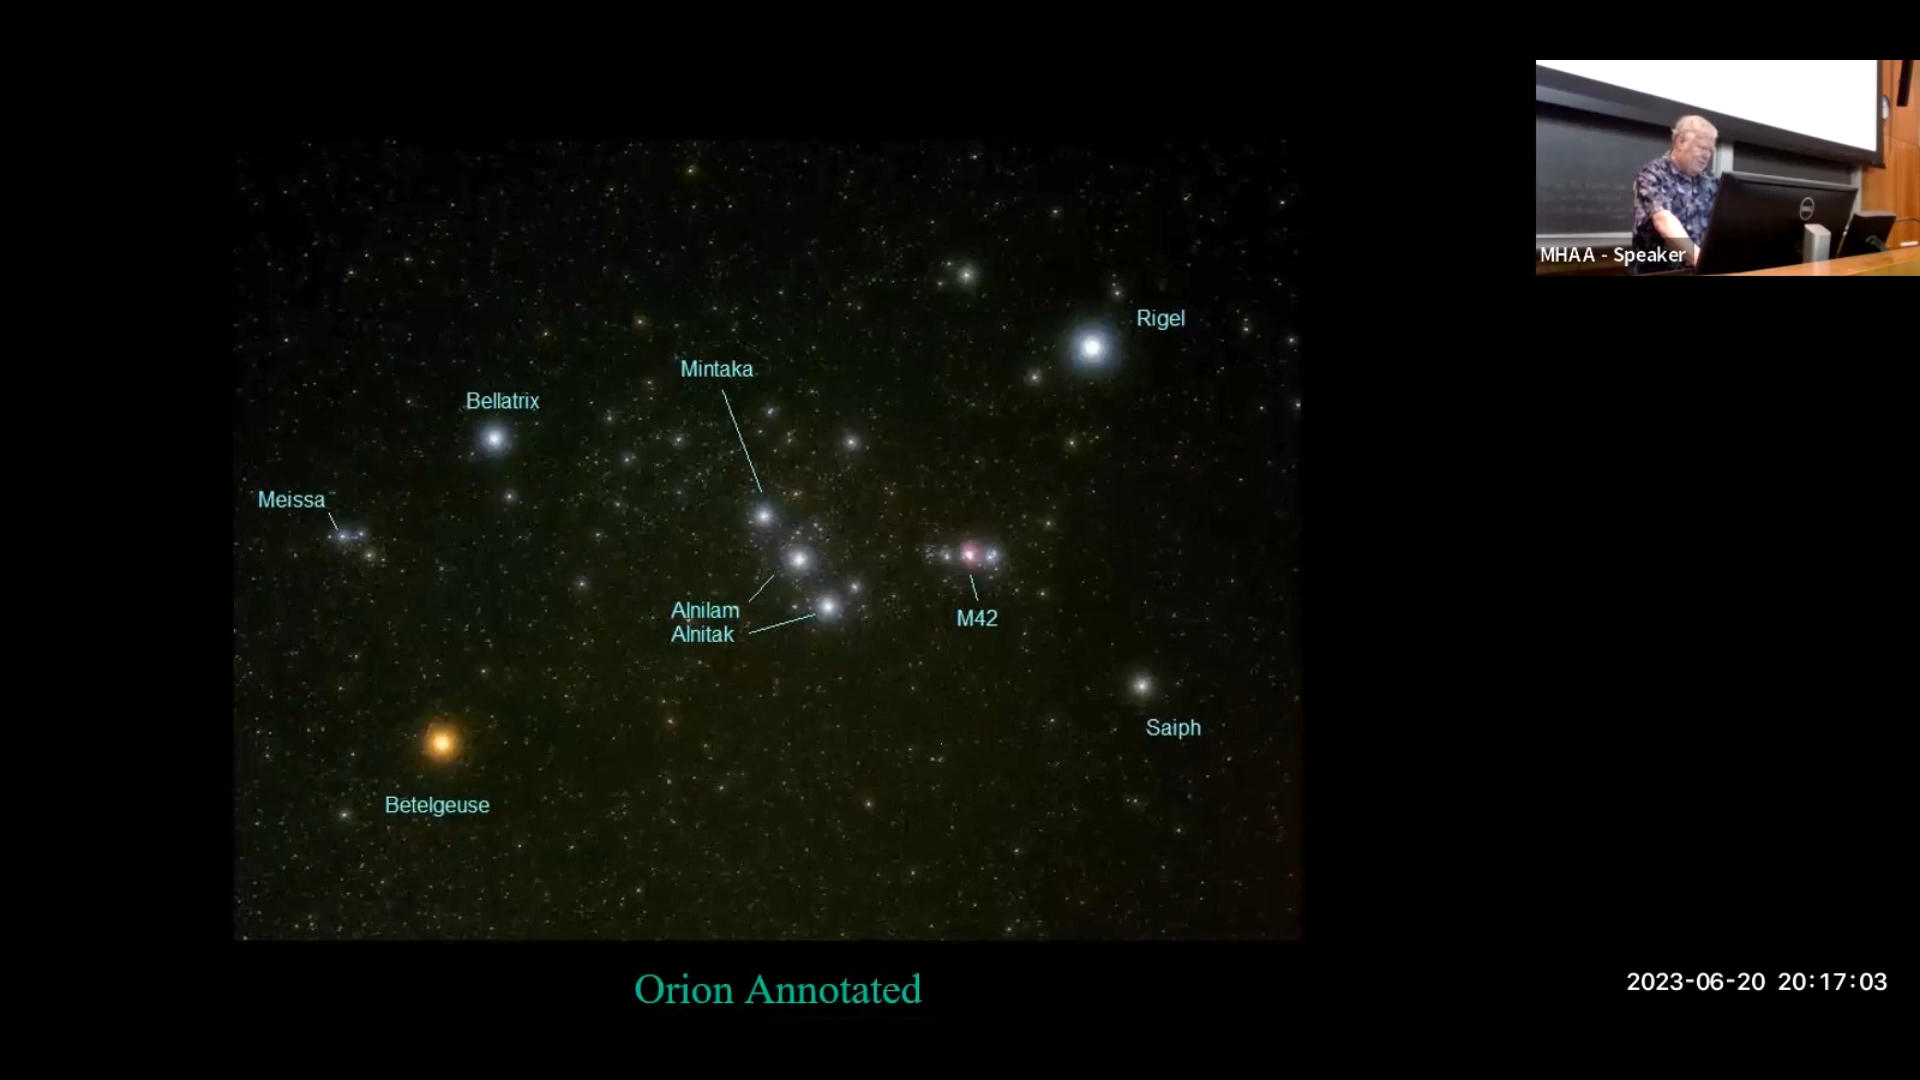 MHAA - Speaker
Rigel
Mintaka
Bellatrix
Meissa
Alnilam
Alnitak
M42
Saiph
Betelgeuse
Orion Annotated
2023-06-20 20:17:03